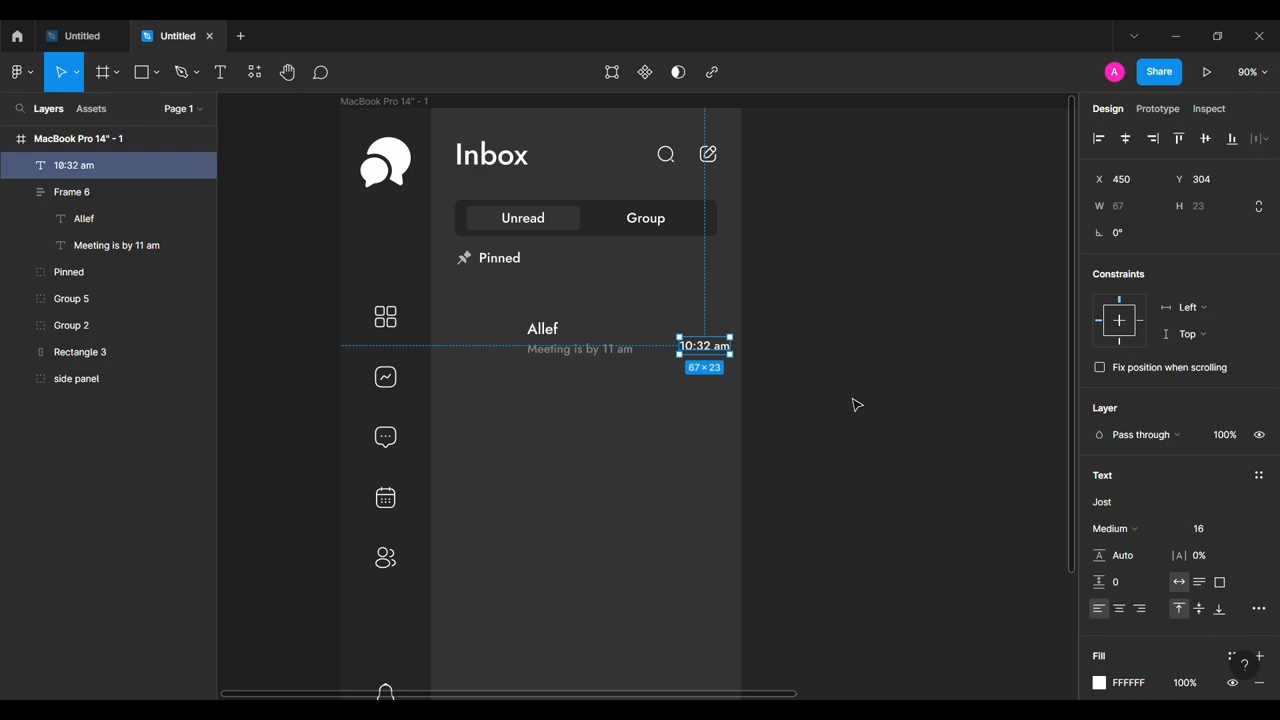 Untitled
Untitled
A
Share
90%
Layers
Assets
Page 1
MacBook Pro 14" - 1
10:32 am
Frame 6
Allef
Meeting is by 11 am
Pinned
Group 5
Group 2
Rectangle 3
side panel
MacBook Pro 14" - 1
Inbox
Unread
Group
Pinned
Allef
Meeting is by 11 am
10:32 am
67 × 23
Design
Prototype
Inspect
X 450
Y 304
W 67
H 23
0°
Constraints
Left
Top
Fix position when scrolling
Layer
Pass through
100%
Text
Jost
Medium
16
A Auto
|A| 0%
0
Fill
?
FFFFFF
100%